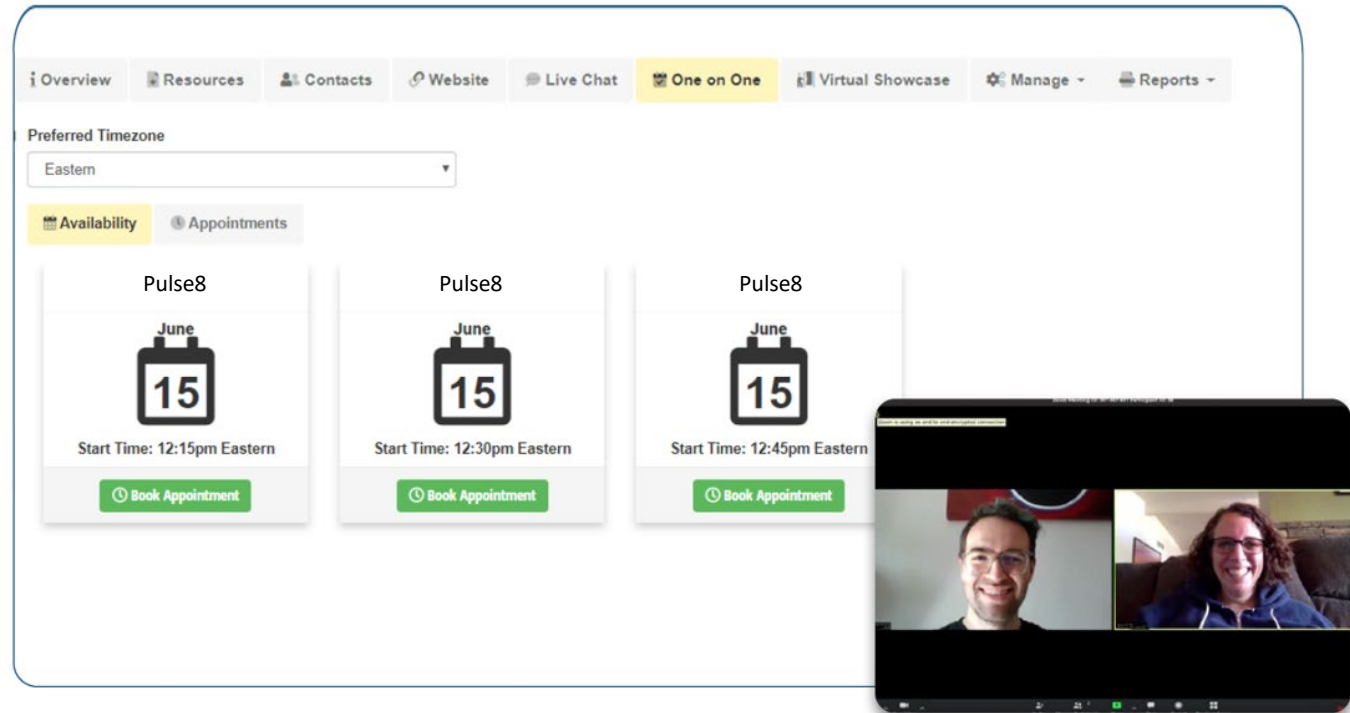 Overview Resources Contacts Website Live Chat One on One Virtual Showcase Manage Reports
Preferred Timezone
Eastern
Availability Appointments
Pulse8 Pulse8 Pulse8
June June June
15 15 15
Start Time: 12:15pm Eastern Start Time: 12:30pm Eastern Start Time: 12:45pm Eastern
Book Appointment Book Appointment Book Appointment